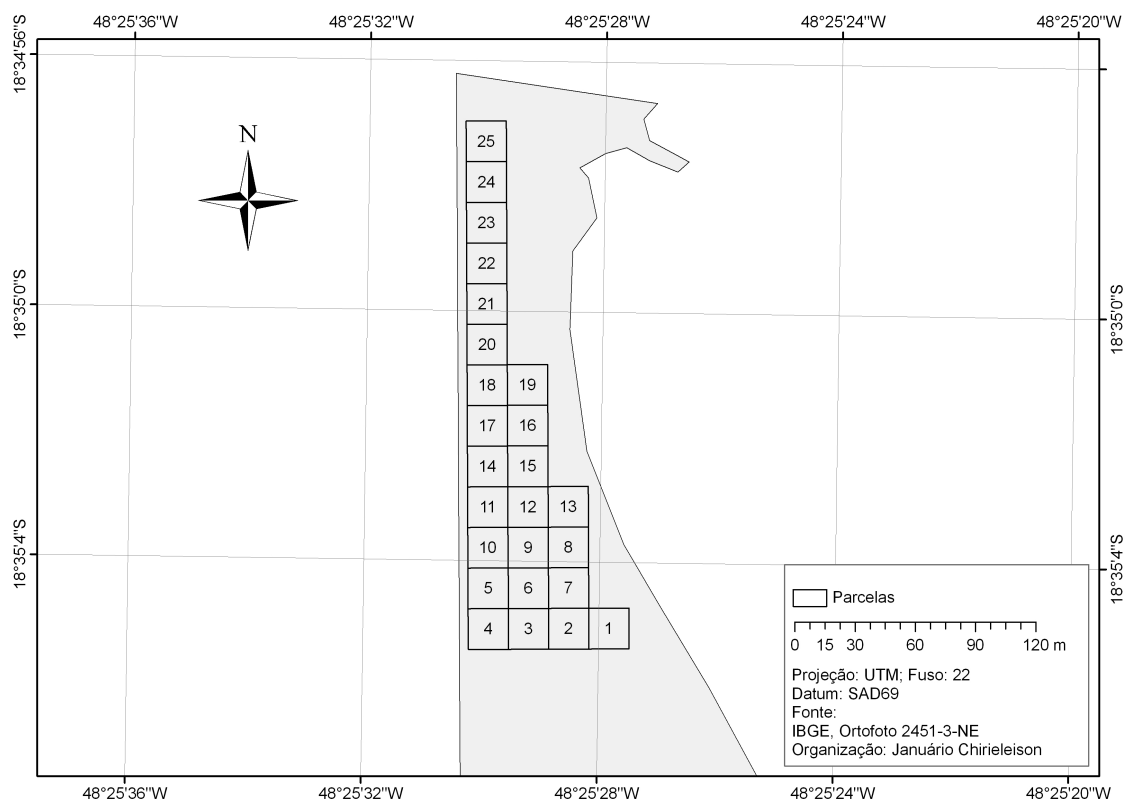 48°25'36"W 48°25'32"W 48°25'28"W 48°25'24"W 48°25'20"W
18°34'56"S
N
25
24
23
22
18°35'0"S
21
18°35'0"S
20
18 19
17 16
14 15
11 12 13
10 9 8
18°35'4"S
18°35'4"S
5 6 7
4 3 2 1
Parcelas
0 15 30 60 90 120 m
Projeção: UTM; Fuso: 22
Datum: SAD69
Fonte:
IBGE, Ortofoto 2451-3-NE
Organização: Januário Chirieleison
48°25'36"W 48°25'32"W 48°25'28"W 48°25'24"W 48°25'20"W